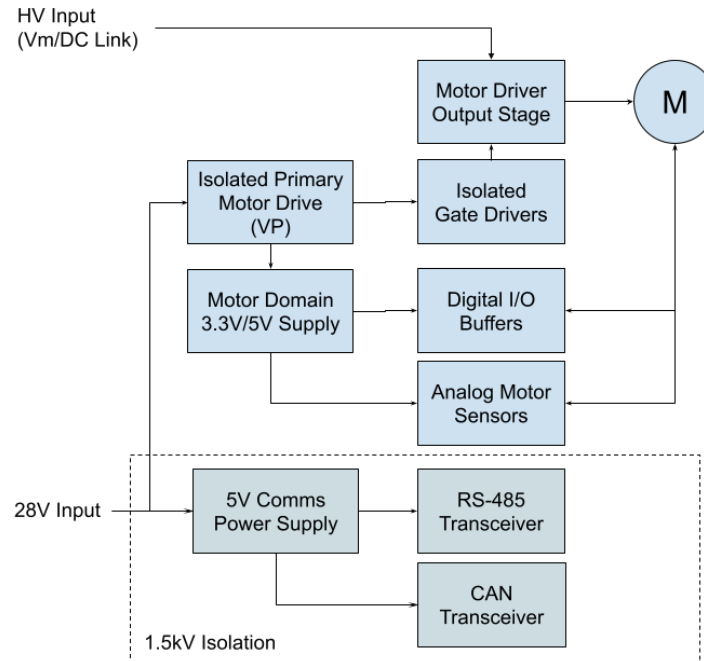 HV Input
(Vm/DC Link)
Motor Driver
Output Stage
M
Isolated Primary
Motor Drive
(VP)
Isolated
Gate Drivers
Motor Domain
3.3V/5V Supply
Digital I/O
Buffers
Analog Motor
Sensors
28V Input
5V Comms
Power Supply
RS-485
Transceiver
CAN
Transceiver
1.5kV Isolation